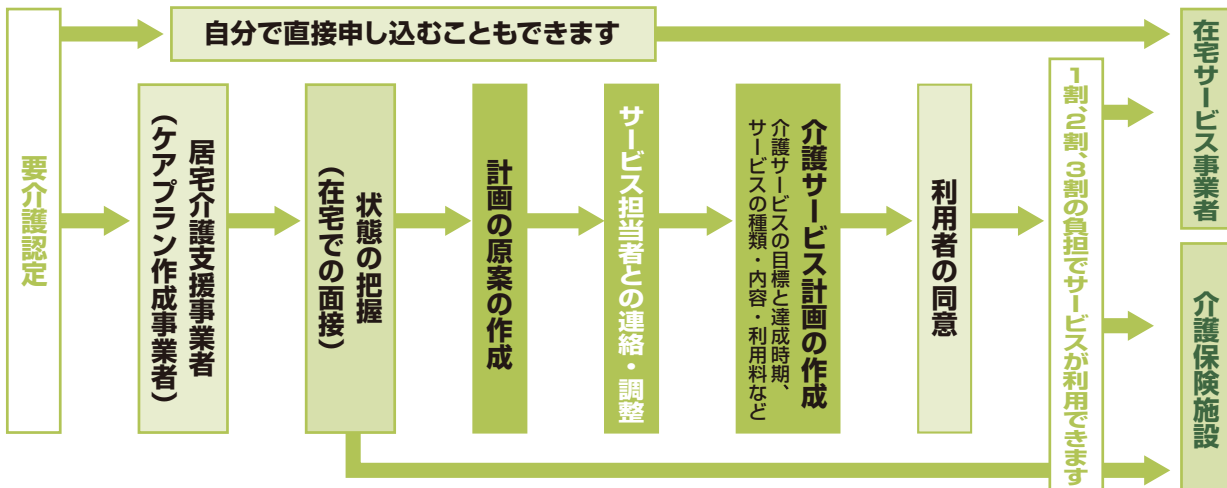 自分で直接申し込むこともできます
要介護認定
居宅介護支援事業者
(ケアプラン作成事業者)
状態の把握
(在宅での面接)
計画の原案の作成
サービス担当者との連絡・調整
介護サービス計画の作成
介護サービスの目標と達成時期、
サービスの種類・内容・利用料など
利用者の同意
1割、2割、3割の負担でサービスが利用できます
在宅サービス事業者
介護保険施設